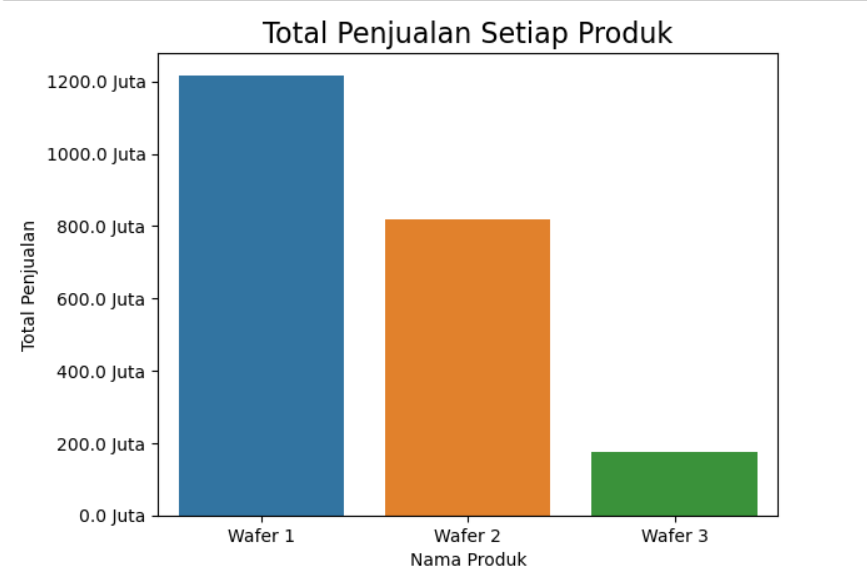 Total Penjualan Setiap Produk
1200.0 Juta
1000.0 Juta
800.0 Juta
600.0 Juta
400.0 Juta
200.0 Juta
0.0 Juta
Total Penjualan
Wafer 1
Wafer 2
Wafer 3
Nama Produk